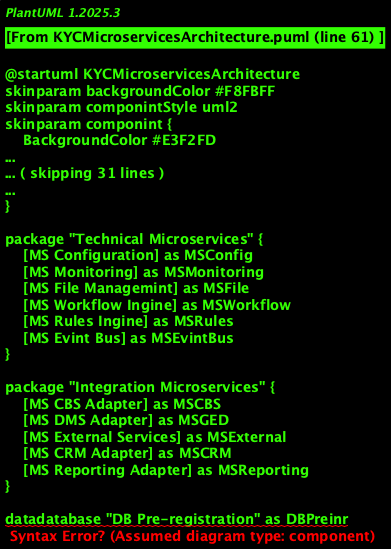 PlantUML 1.2025.3
[From KYCMicroservicesArchitecture.puml (line 61) ]
@startuml KYCMicroservicesArchitecture
skinparam backgroundColor #F8FBFF
skinparam componintStyle uml2
skinparam componint {
BackgroundColor #E3F2FD
...
... ( skipping 31 lines )
...
}
package "Technical Microservices" {
[MS Configuration] as MSConfig
[MS Monitoring] as MSMonitoring
[MS File Managemint] as MSFile
[MS Workflow Ingine] as MSWorkflow
[MS Rules Ingine] as MSRules
[MS Evint Bus] as MSEvintBus
}
package "Integration Microservices" {
[MS CBS Adapter] as MSCBS
[MS DMS Adapter] as MSGED
[MS External Services] as MSExternal
[MS CRM Adapter] as MSCRM
[MS Reporting Adapter] as MSReporting
}
datadatabase "DB Pre-registration" as DBPreinr
Syntax Error? (Assumed diagram type: component)